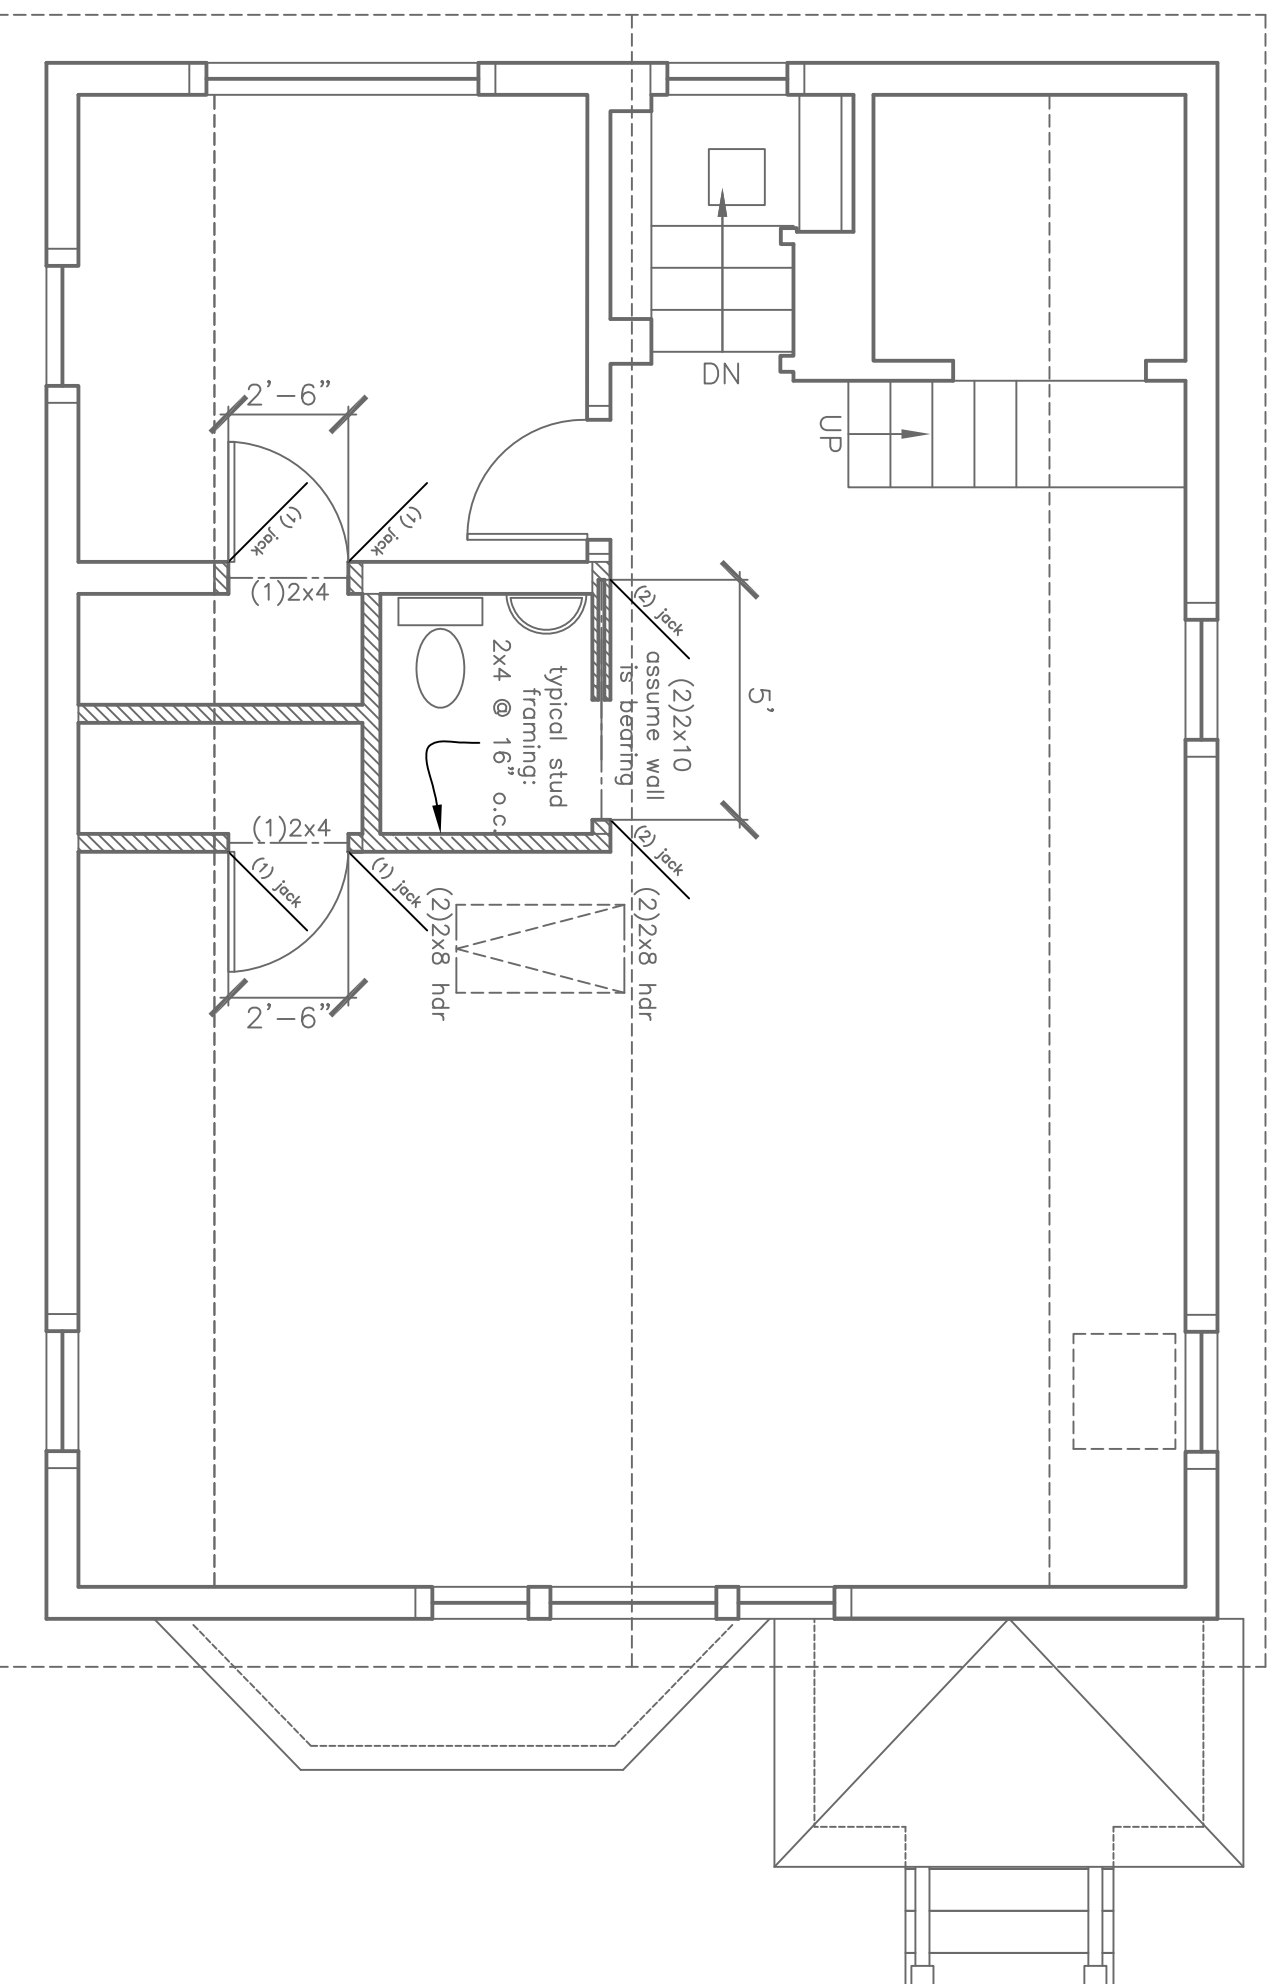 DN
UP
2'-6"
(1) jack
(1) jack
(1)2x4
(2) jack
5'
(2)2x10
assume wall
is bearing
typical stud
framing:
2x4 @ 16" o.c.
(2) jack
(1)2x4
(1) jack
(1) jack
2'-6"
(2)2x8 hdr
(2)2x8 hdr